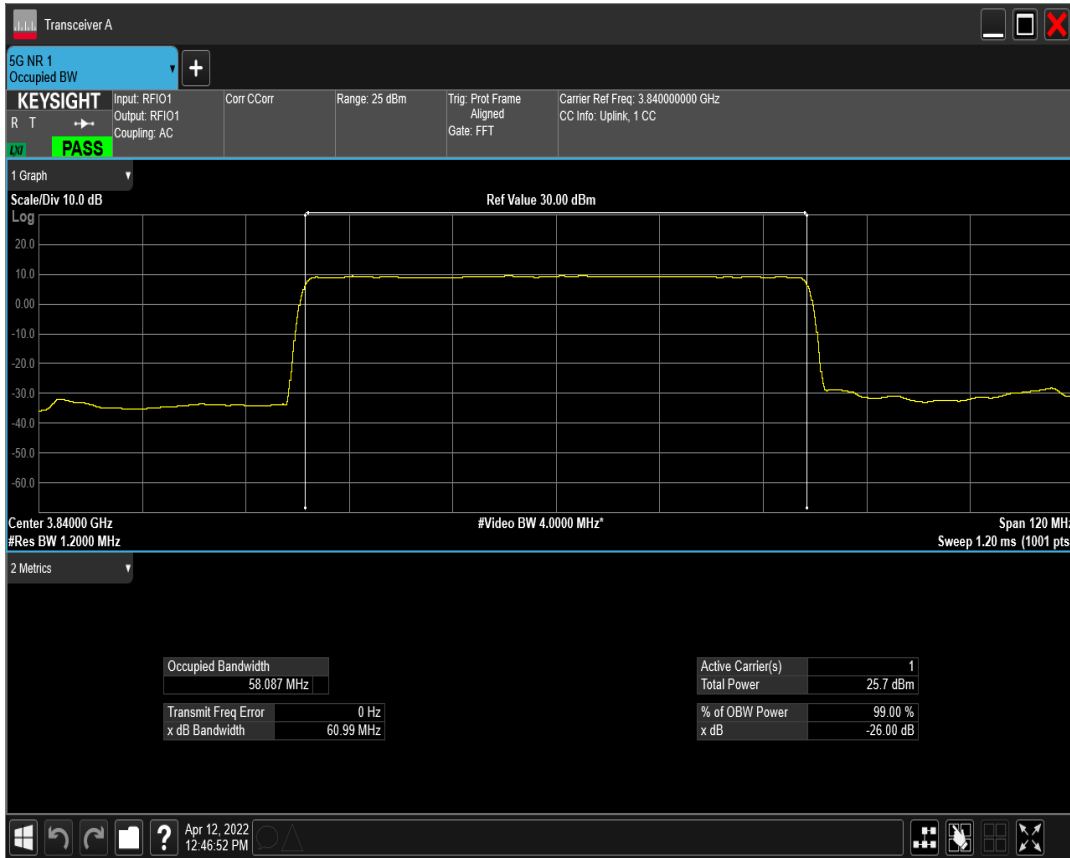 Transceiver A
5G NR 1
Occupied BW
KEYSIGHT
R T
LXI
PASS
Input: RFIO1
Output: RFIO1
Coupling: AC
Corr CCorr
Range: 25 dBm
Trig: Prot Frame
Aligned
Gate: FFT
Carrier Ref Freq: 3.840000000 GHz
CC Info: Uplink, 1 CC
1 Graph
Scale/Div 10.0 dB
Ref Value 30.00 dBm
Log
20.0
10.0
0.00
-10.0
-20.0
-30.0
-40.0
-50.0
-60.0
Center 3.84000 GHz
#Video BW 4.0000 MHz*
Span 120 MHz
#Res BW 1.2000 MHz
Sweep 1.20 ms (1001 pts
2 Metrics
Occupied Bandwidth
58.087 MHz
Transmit Freq Error 0 Hz
x dB Bandwidth 60.99 MHz
Active Carrier(s) 1
Total Power 25.7 dBm
% of OBW Power 99.00 %
x dB -26.00 dB
?
Apr 12, 2022
12:46:52 PM